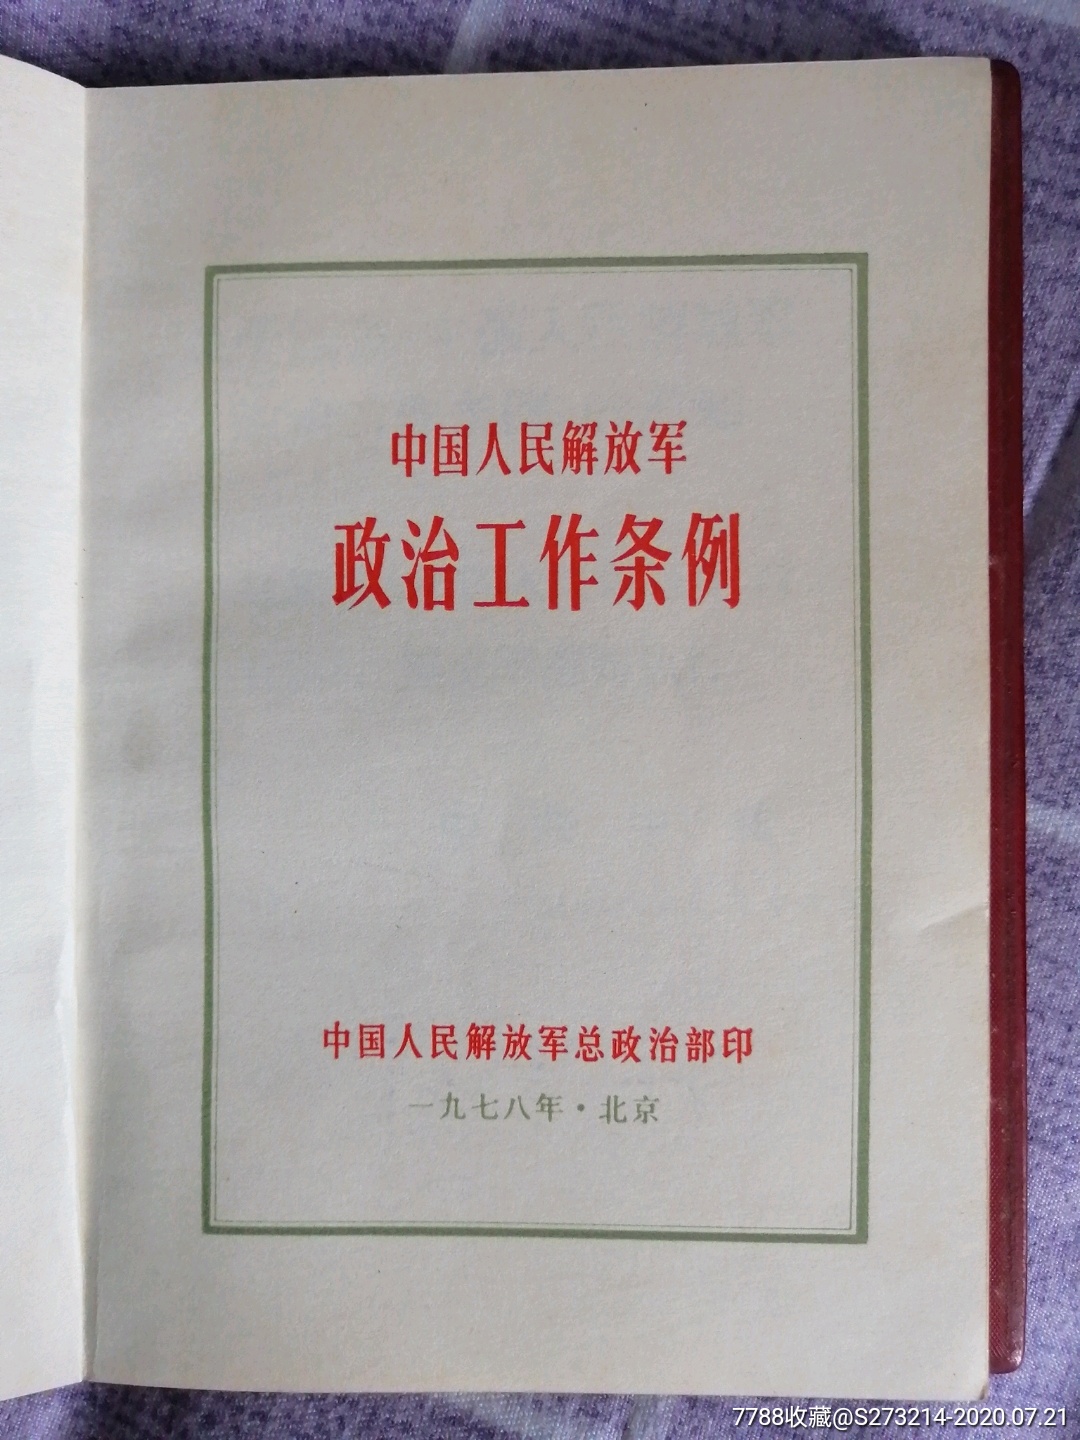 中国人民解放军
政治工作条例
中国人民解放军总政治部印
一九七八年·北京
7788收藏@S273214-2020.07.21